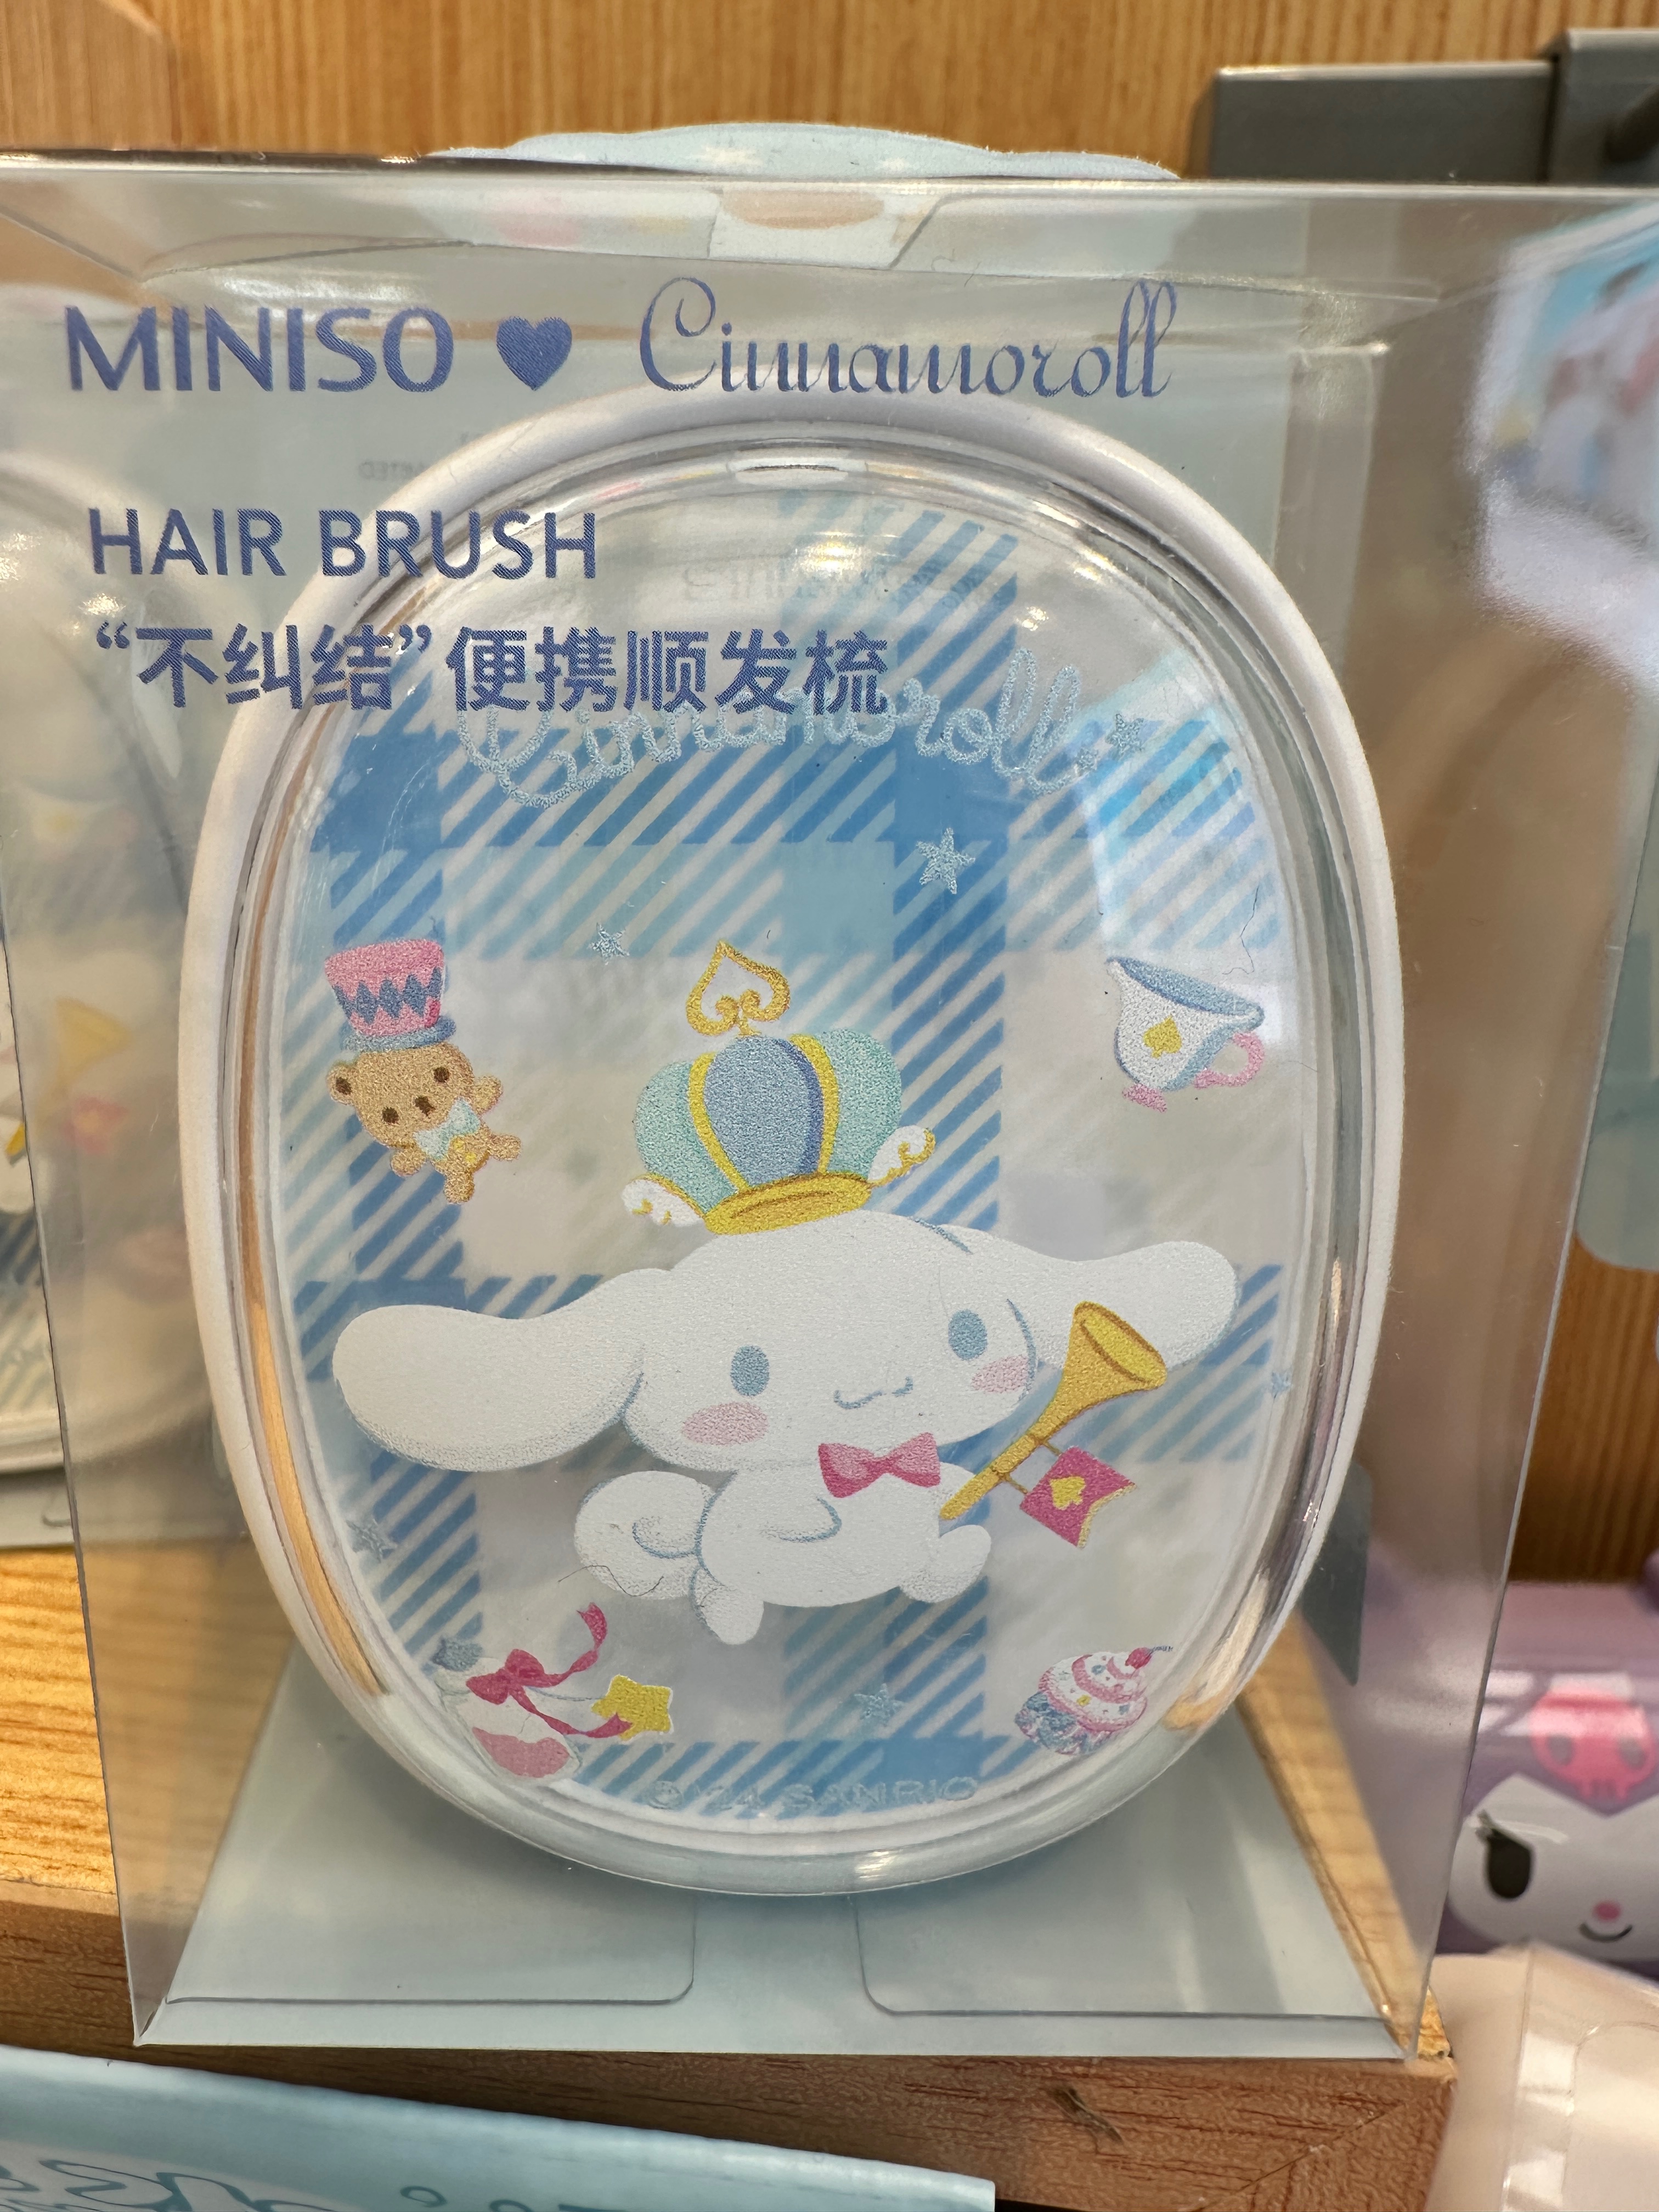 MINISO ♥ Cinnamoroll
HAIR BRUSH
“不纠结”便携顺发梳
Cinnamoroll
© '24 SANRIO